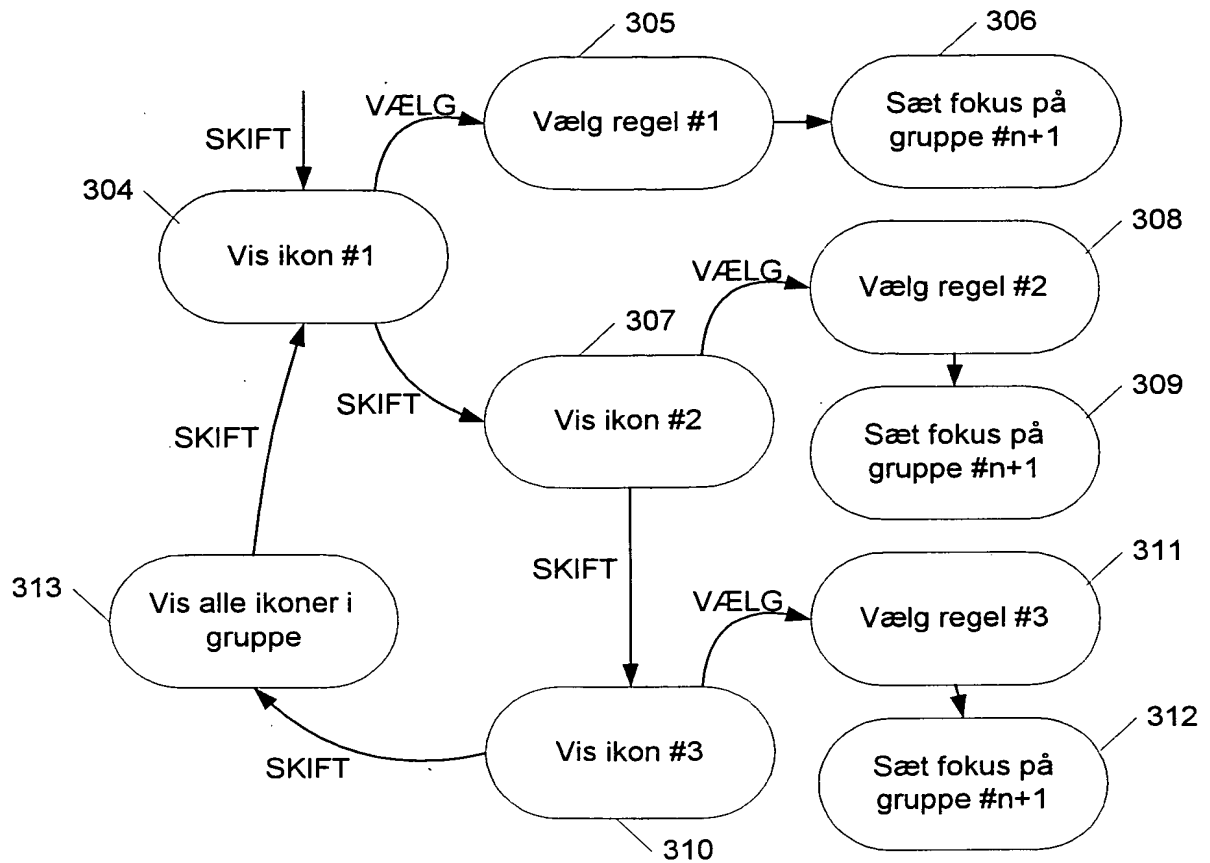 305
306
VÆLG
Vælg regel #1
Sæt fokus på
gruppe #n+1
SKIFT
304
Vis ikon #1
308
VÆLG
Vælg regel #2
307
SKIFT
Vis ikon #2
309
Sæt fokus på
gruppe #n+1
SKIFT
SKIFT
311
313
Vis alle ikoner i
gruppe
VÆLG
Vælg regel #3
312
SKIFT
Vis ikon #3
Sæt fokus på
gruppe #n+1
310